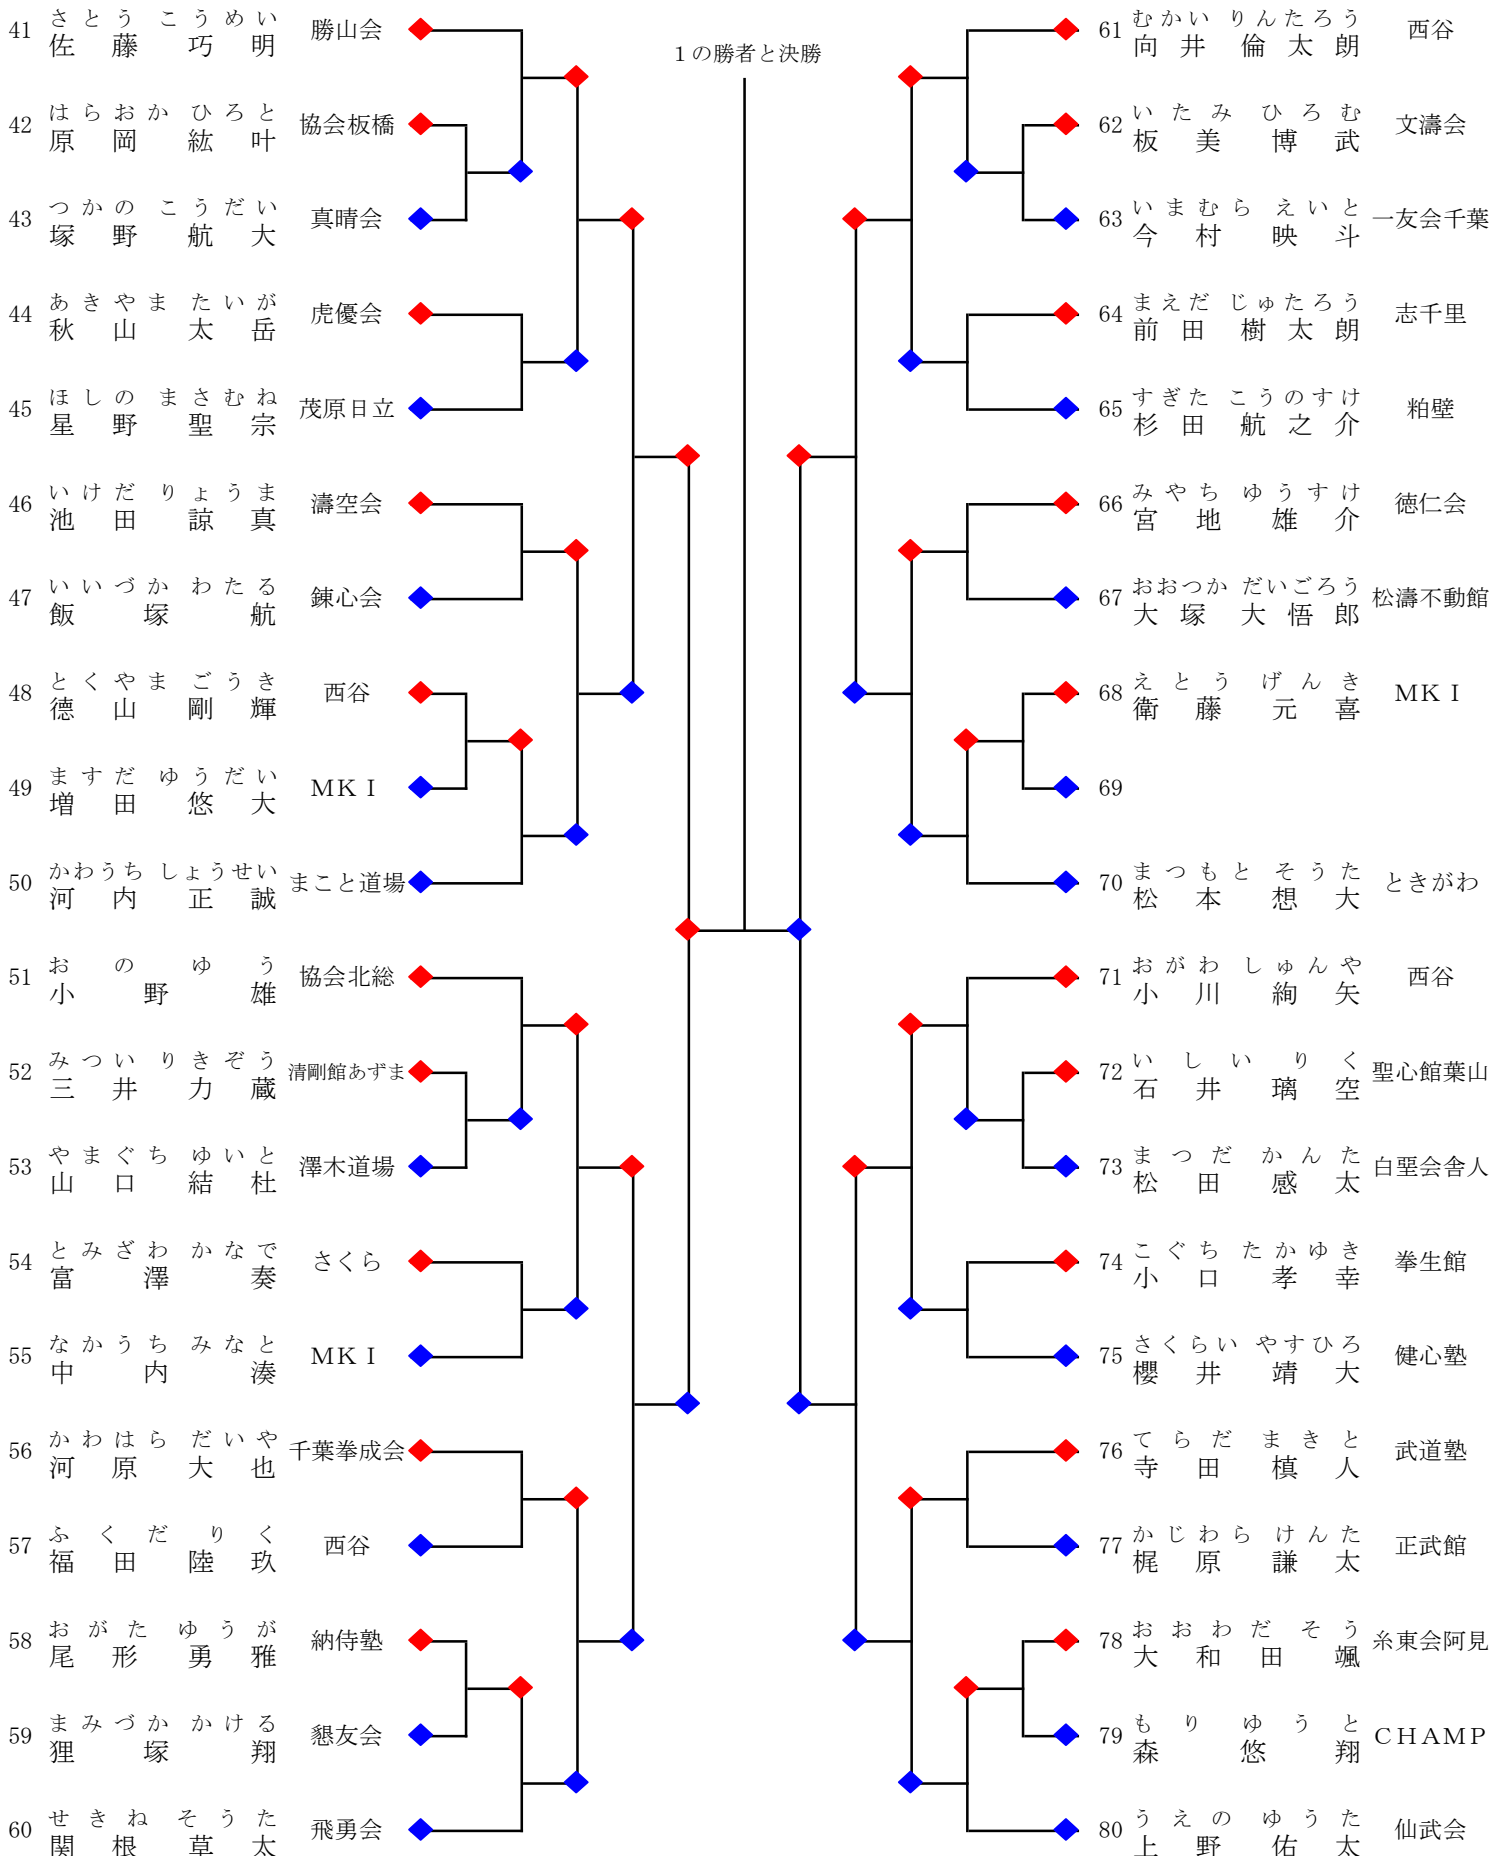 1の勝者と決勝
さとう こうめい
41 佐藤 巧明 勝山会
はらおか ひろと
42 原岡 紘叶 協会板橋
つかの こうだい
43 塚野 航大 真晴会
あきやま たいが
44 秋山 太岳 虎優会
ほしの まさむね
45 星野 聖宗 茂原日立
いけだ りょうま
46 池田 諒真 濤空会
いいづか わたる
47 飯塚 航 錬心会
とくやま ごうき
48 德山 剛輝 西谷
ますだ ゆうだい
49 増田 悠大 MKI
かわうち しょうせい
50 河内 正誠 まこと道場
おの ゆう
51 小野 雄 協会北総
みつい りきぞう
52 三井 力蔵 清剛館あずま
やまぐち ゆいと
53 山口 結杜 澤木道場
とみざわ かなで
54 富澤 奏 さくら
なかうち みなと
55 中内 湊 MKI
かわはら だいや
56 河原 大也 千葉拳成会
ふくだ りく
57 福田 陸玖 西谷
おがた ゆうが
58 尾形 勇雅 納侍塾
まみづか かける
59 狸塚 翔 懇友会
せきね そうた
60 関根 草太 飛勇会
むかい りんたろう
61 向井 倫太朗 西谷
いたみ ひろむ
62 板美 博武 文濤会
いまむら えいと
63 今村 映斗 一友会千葉
まえだ じゅたろう
64 前田 樹太朗 志千里
すぎた こうのすけ
65 杉田 航之介 粕壁
みやち ゆうすけ
66 宮地 雄介 徳仁会
おおつか だいごろう
67 大塚 大悟郎 松濤不動館
えとう げんき
68 衛藤 元喜 MKI
69
まつもと そうた
70 松本 想大 ときがわ
おがわ しゅんや
71 小川 絢矢 西谷
いしい りく
72 石井 璃空 聖心館葉山
まつだ かんた
73 松田 感太 白堊会舎人
こぐち たかゆき
74 小口 孝幸 拳生館
さくらい やすひろ
75 櫻井 靖大 健心塾
てらだ まきと
76 寺田 槙人 武道塾
かじわら けんた
77 梶原 謙太 正武館
おおわだ そう
78 大和田 颯 糸東会阿見
もり ゆうと
79 森 悠翔 CHAMP
うえの ゆうた
80 上野 佑太 仙武会